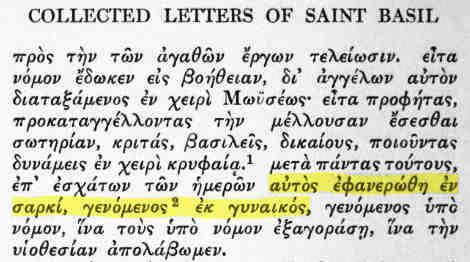 COLLECTED LETTERS OF SAINT BASIL
πρὸς τὴν τῶν ἀγαθῶν ἔργων τελείωσιν. εἶτα
νόμον ἔδωκεν εἰς βοήθειαν, δι’ ἀγγέλων αὐτὸν
διαταξάμενος ἐν χειρὶ Μωϋσέως· εἶτα προφήτας,
προκαταγγέλλοντας τὴν μέλλουσαν ἔσεσθαι
σωτηρίαν, κριτάς, βασιλεῖς, δικαίους, ποιοῦντας
δυνάμεις ἐν χειρὶ κρυφαίᾳ.¹ μετὰ πάντας τούτους,
ἐπ’ ἐσχάτων τῶν ἡμερῶν αὐτὸς ἐφανερώθη ἐν
σαρκί, γενόμενος² ἐκ γυναικός, γενόμενος ὑπὸ
νόμον, ἵνα τοὺς ὑπὸ νόμον ἐξαγοράσῃ, ἵνα τὴν
υἱοθεσίαν ἀπολάβωμεν.